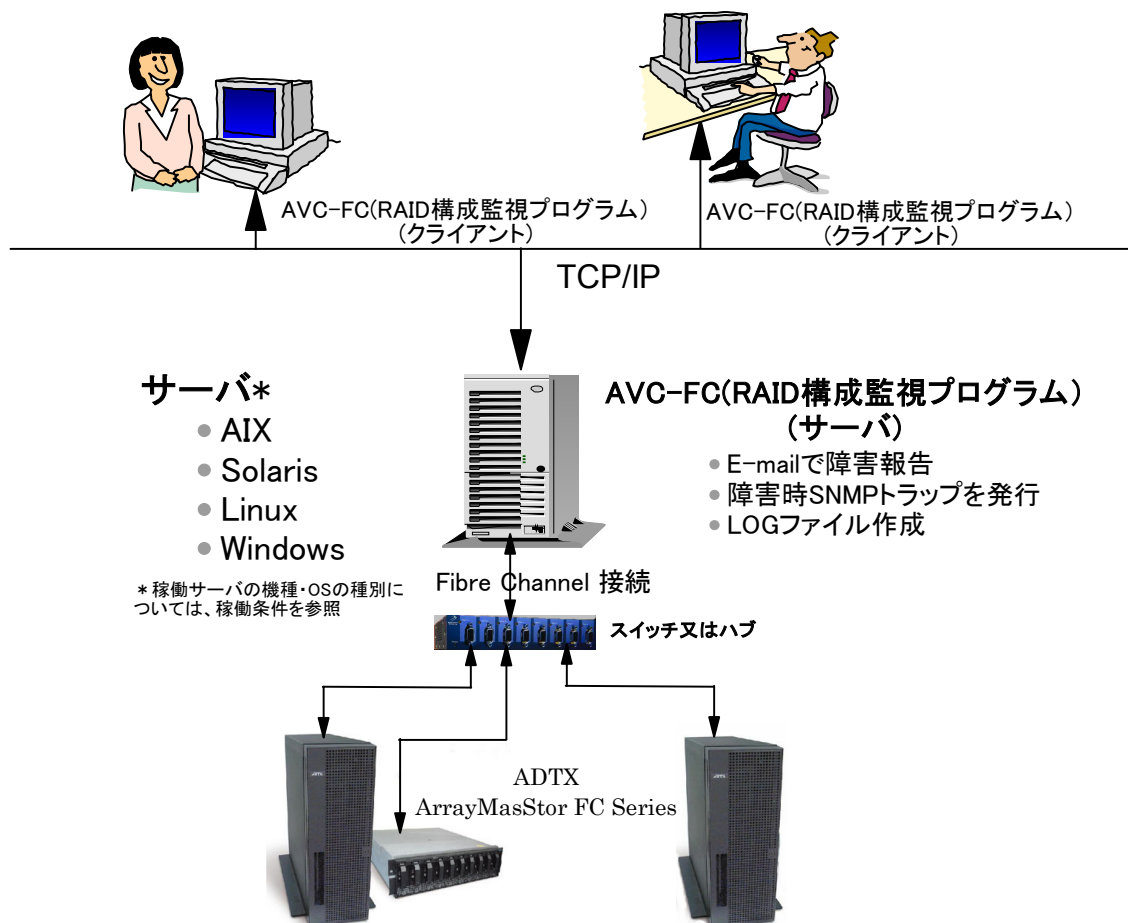 AVC-FC(RAID構成監視プログラム)
(クライアント)
AVC-FC(RAID構成監視プログラム)
(クライアント)
TCP/IP
サーバ*
● AIX
● Solaris
● Linux
● Windows
*稼働サーバの機種・OSの種別に
ついては、稼働条件を参照
AVC-FC(RAID構成監視プログラム)
(サーバ)
● E-mailで障害報告
● 障害時SNMPトラップを発行
● LOGファイル作成
Fibre Channel 接続
スイッチ又はハブ
ADTX
ArrayMasStor FC Series